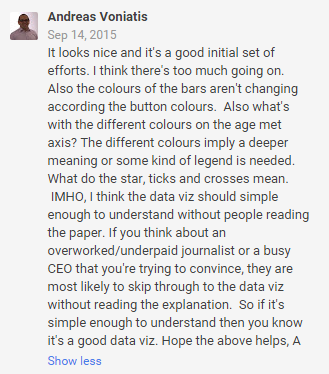 Andreas Voniatis
Sep 14, 2015
It looks nice and it's a good initial set of
efforts. I think there's too much going on.
Also the colours of the bars aren't changing
according the button colours.  Also what's
with the different colours on the age met
axis? The different colours imply a deeper
meaning or some kind of legend is needed.
What do the star, ticks and crosses mean.
 IMHO, I think the data viz should simple
enough to understand without people reading
the paper. If you think about an
overworked/underpaid journalist or a busy
CEO that you're trying to convince, they are
most likely to skip through to the data viz
without reading the explanation.  So if it's
simple enough to understand then you know
it's a good data viz. Hope the above helps, A
Show less